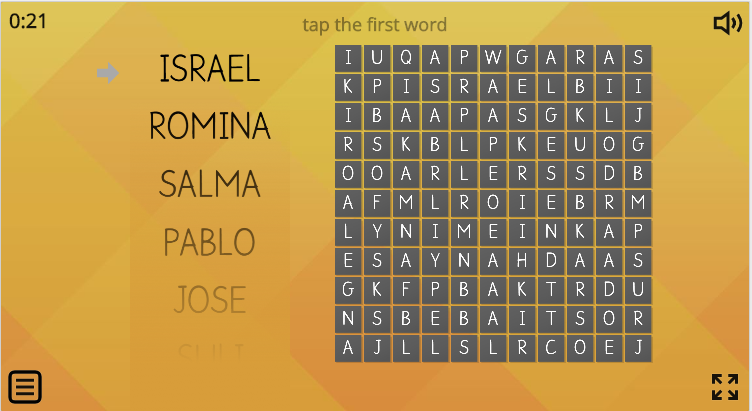 0:21
tap the first word
ISRAEL
ROMINA
SALMA
PABLO
JOSE
I U Q A P W G A R A S
K P I S R A E L B I I
I B A A P A S G K L J
R S K B L P K E U O G
O O A R L E R S S D B
A F M L R O I E B R M
L Y N I M E I N K A P
E S A Y N A H D A A S
G K F P B A K T R D U
N S B E B A I T S O R
A J L L S L R C O E J